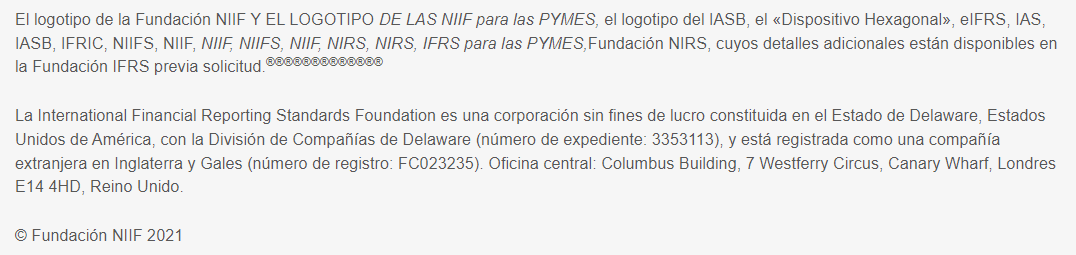 El logotipo de la Fundación NIIF Y EL LOGOTIPO DE LAS NIIF para las PYMES, el logotipo del IASB, el «Dispositivo Hexagonal», eIFRS, IAS,
IASB, IFRIC, NIIFS, NIIF, NIIF, NIIFS, NIIF, NIRS, NIRS, IFRS para las PYMES,Fundación NIRS, cuyos detalles adicionales están disponibles en
la Fundación IFRS previa solicitud.®®®®®®®®®®®®®
La International Financial Reporting Standards Foundation es una corporación sin fines de lucro constituida en el Estado de Delaware, Estados
Unidos de América, con la División de Compañías de Delaware (número de expediente: 3353113), y está registrada como una compañía
extranjera en Inglaterra y Gales (número de registro: FC023235). Oficina central: Columbus Building, 7 Westferry Circus, Canary Wharf, Londres
E14 4HD, Reino Unido.
© Fundación NIIF 2021